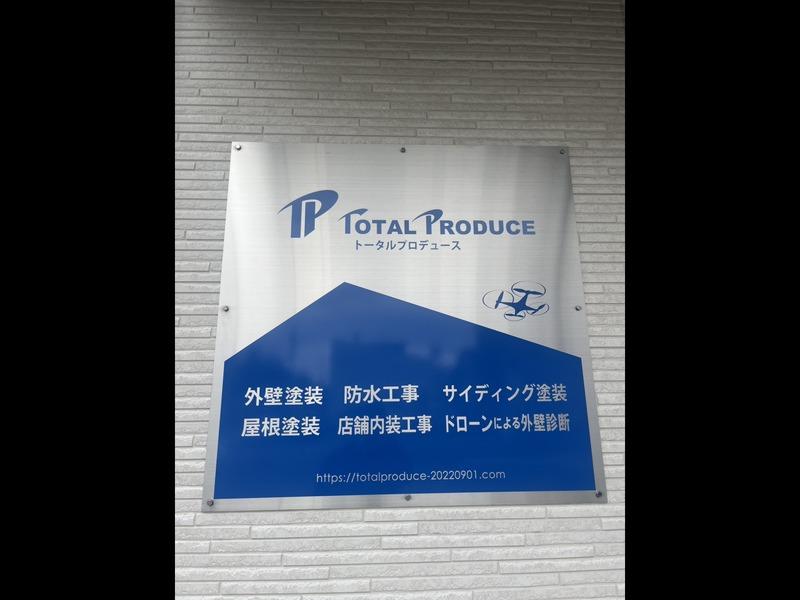 TP TOTAL PRODUCE
トータルプロデュース
外壁塗装 防水工事 サイディング塗装
屋根塗装 店舗内装工事 ドローンによる外壁診断
https://totalproduce-20220901.com